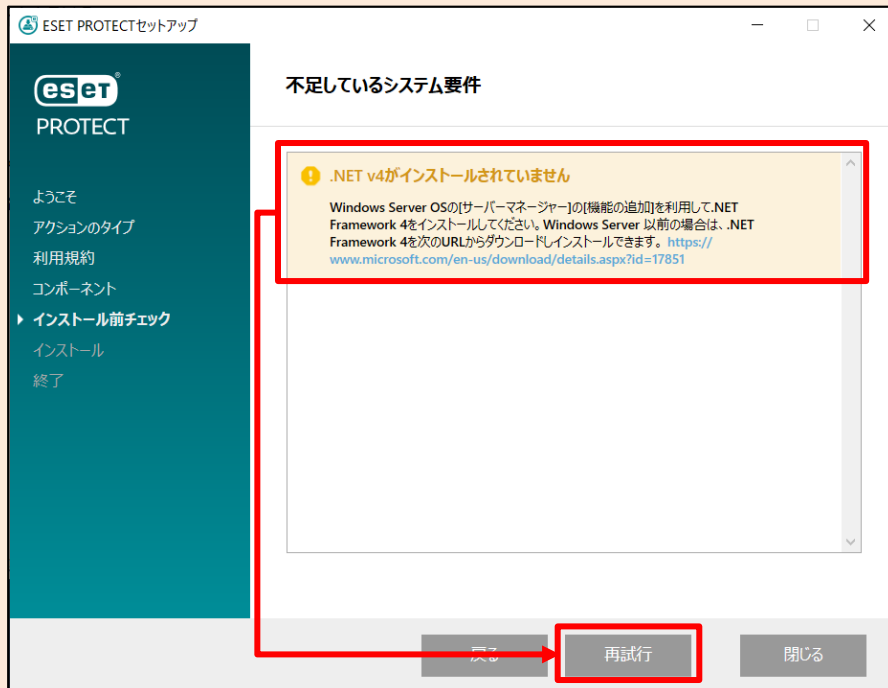 ESET PROTECTセットアップ
eset
PROTECT
ようこそ
アクションのタイプ
利用規約
コンポーネント
インストール前チェック
インストール
終了
不足しているシステム要件
.NET v4がインストールされていません
Windows Server OSの[サーバーマネージャー]の[機能の追加]を利用して.NET
Framework 4をインストールしてください。Windows Server 以前の場合は、.NET
Framework 4を次のURLからダウンロードしインストールできます。 https://
www.microsoft.com/en-us/download/details.aspx?id=17851
戻る
再試行
閉じる